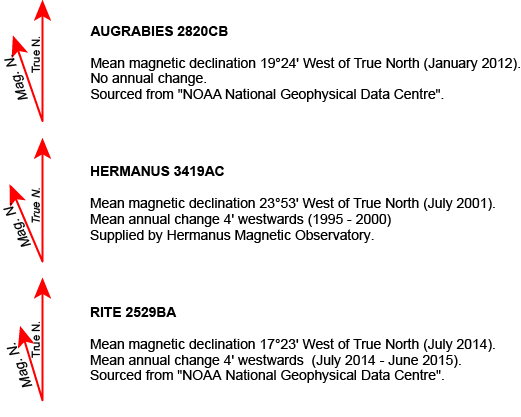 True N.
Mag. N.
AUGRABIES 2820CB
Mean magnetic declination 19°24' West of True North (January 2012).
No annual change.
Sourced from "NOAA National Geophysical Data Centre".
True N.
Mag. N.
HERMANUS 3419AC
Mean magnetic declination 23°53' West of True North (July 2001).
Mean annual change 4' westwards (1995 - 2000)
Supplied by Hermanus Magnetic Observatory.
True N.
Mag. N.
RITE 2529BA
Mean magnetic declination 17°23' West of True North (July 2014).
Mean annual change 4' westwards (July 2014 - June 2015).
Sourced from "NOAA National Geophysical Data Centre".